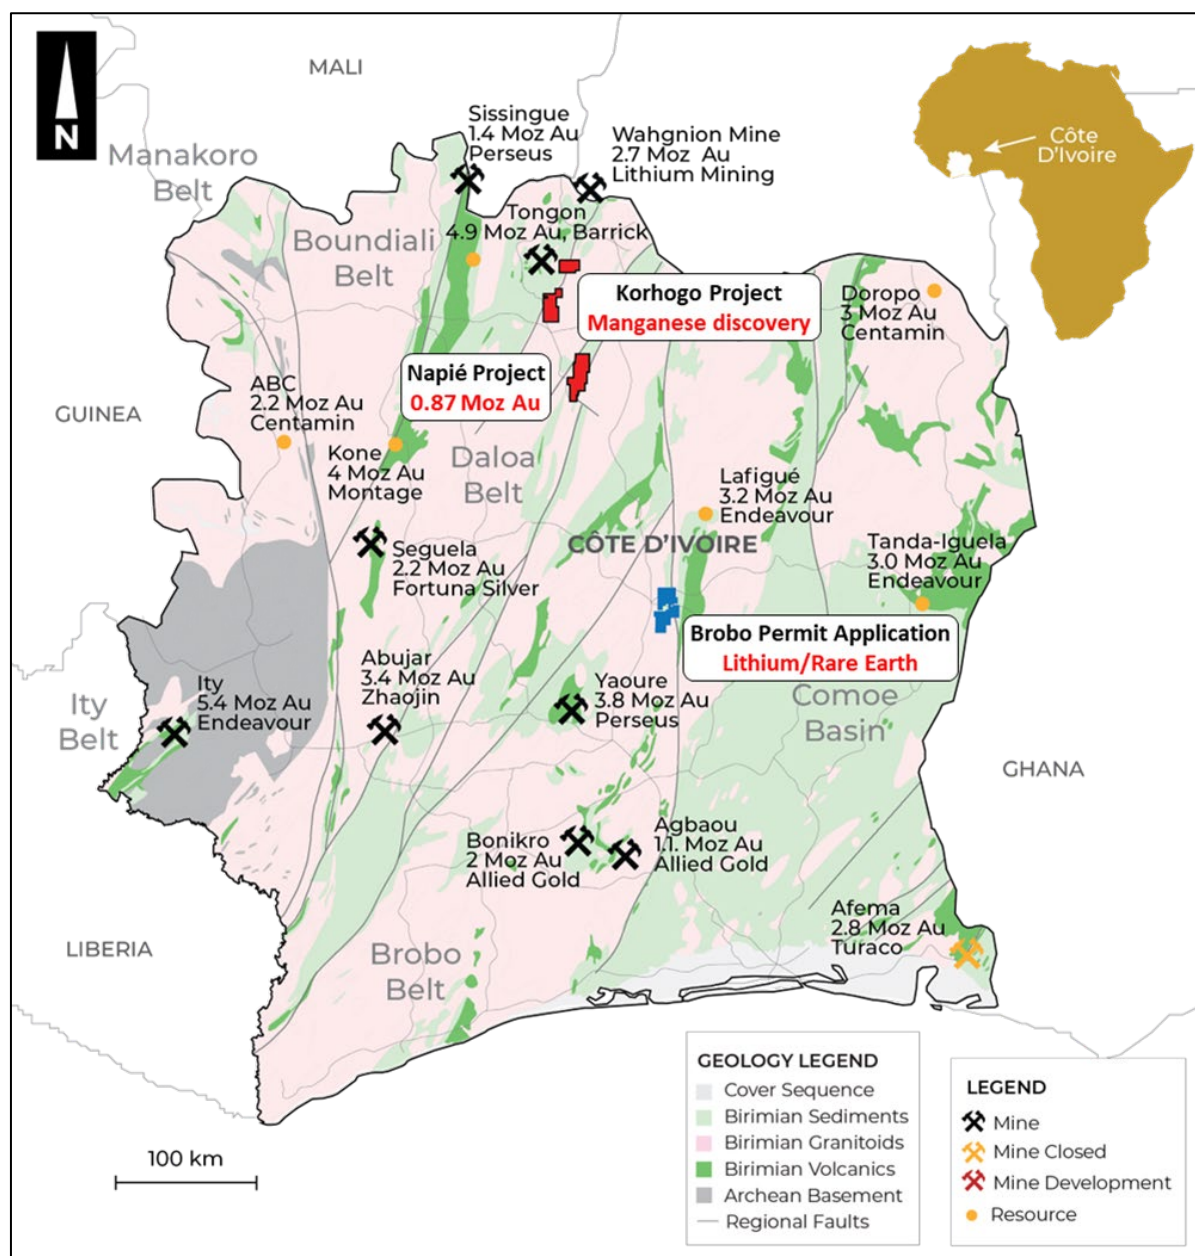 N
MALI
Côte
D'Ivoire
Manakoro
Belt
Sissingue
1.4 Moz Au
Perseus
Wahgnion Mine
2.7 Moz Au
Lithium Mining
Boundiali
Belt
Tongon
4.9 Moz Au, Barrick
Korhogo Project
Manganese discovery
Doropo
3 Moz Au
Centamin
Napié Project
0.87 Moz Au
GUINEA
ABC
2.2 Moz Au
Centamin
Kone
4 Moz Au
Montage
Daloa
Belt
Lafigué
3.2 Moz Au
Endeavour
CÔTE D'IVOIRE
Tanda-Iguela
3.0 Moz Au
Endeavour
Seguela
2.2 Moz Au
Fortuna Silver
Brobo Permit Application
Lithium/Rare Earth
Abujar
3.4 Moz Au
Zhaojin
Ity
5.4 Moz Au
Endeavour
Ity
Belt
Yaoure
3.8 Moz Au
Perseus
Comoe
Basin
GHANA
Bonikro
2 Moz Au
Allied Gold
Agbaou
1.1. Moz Au
Allied Gold
Afema
2.8 Moz Au
Turaco
LIBERIA
Brobo
Belt
100 km
GEOLOGY LEGEND
Cover Sequence
Birimian Sediments
Birimian Granitoids
Birimian Volcanics
Archean Basement
Regional Faults
LEGEND
Mine
Mine Closed
Mine Development
Resource